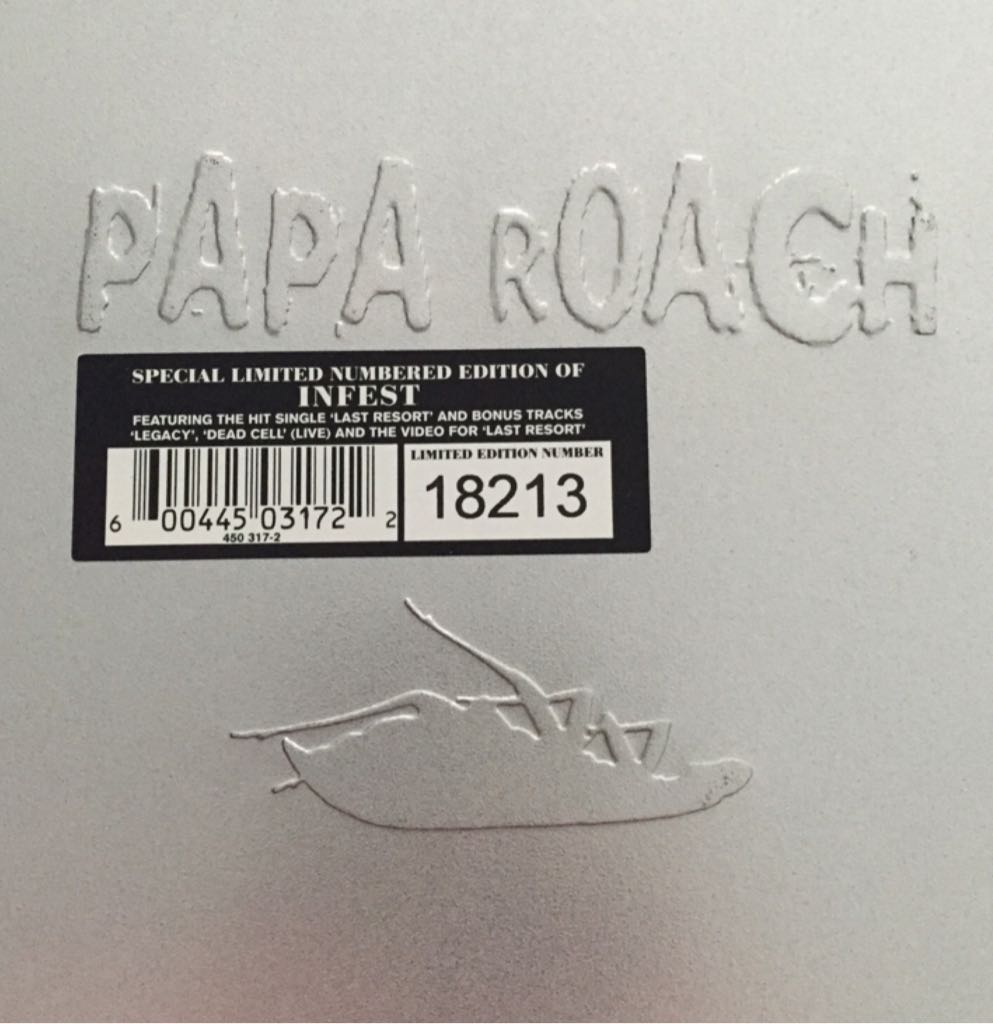 PAPA ROACH
SPECIAL LIMITED NUMBERED EDITION OF
INFEST
FEATURING THE HIT SINGLE 'LAST RESORT' AND BONUS TRACKS
'LEGACY', 'DEAD CELL' (LIVE) AND THE VIDEO FOR 'LAST RESORT'
LIMITED EDITION NUMBER
18213
6 00445 03172 2
450 317-2